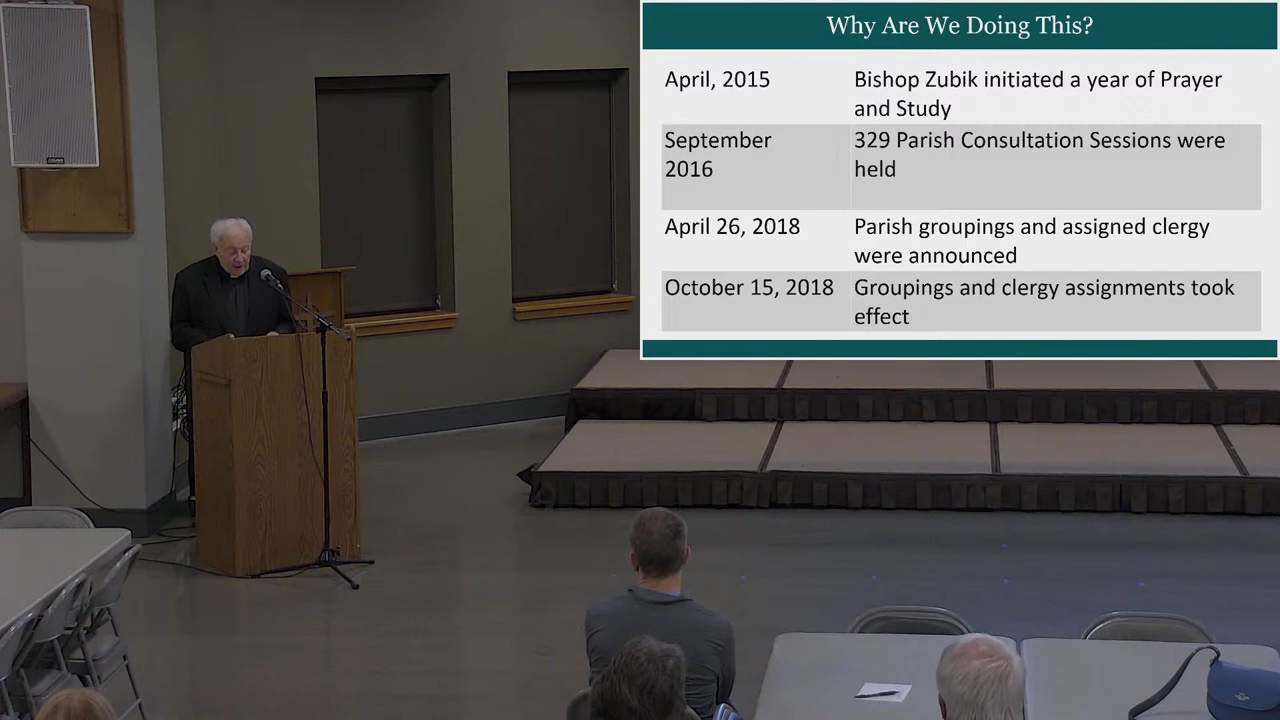 Why Are We Doing This?
April, 2015
Bishop Zubik initiated a year of Prayer
and Study
September
2016
329 Parish Consultation Sessions were
held
April 26, 2018
Parish groupings and assigned clergy
were announced
October 15, 2018
Groupings and clergy assignments took
effect